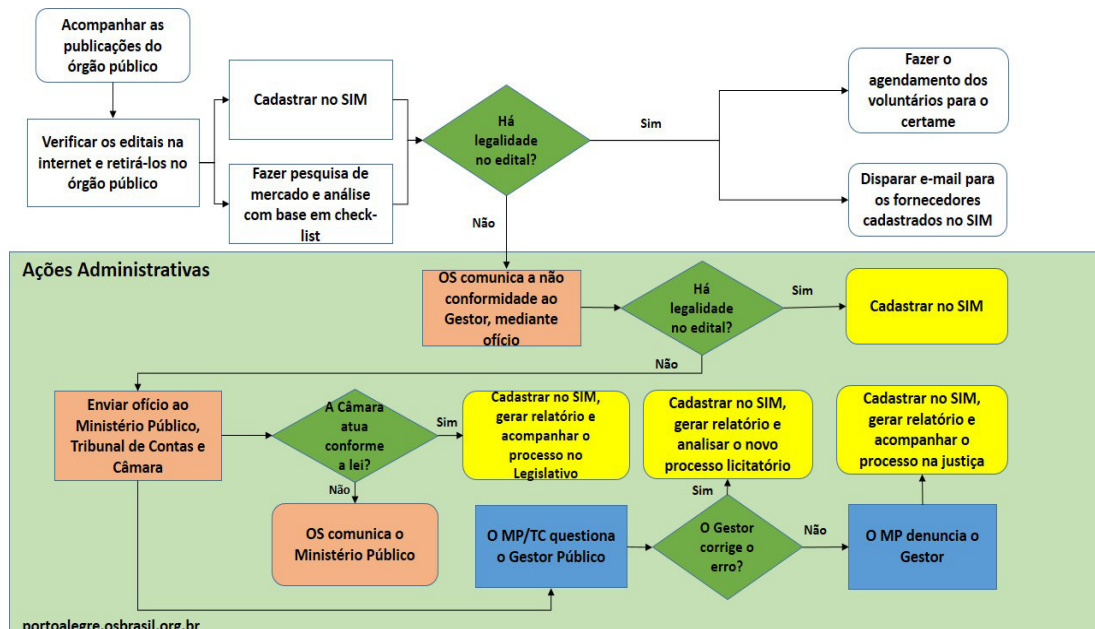 Acompanhar as
publicações do
órgão público
Verificar os editais na
internet e retirá-los no
órgão público
Cadastrar no SIM
Fazer pesquisa de
mercado e análise
com base em check-
list
Há
legalidade
no edital?
Sim
Não
Fazer o
agendamento dos
voluntários para o
certame
Disparar e-mail para
os fornecedores
cadastrados no SIM
Ações Administrativas
OS comunica a não
conformidade ao
Gestor, mediante
ofício
Há
legalidade
no edital?
Sim
Não
Cadastrar no SIM
Enviar ofício ao
Ministério Público,
Tribunal de Contas e
Câmara
A Câmara
atua
conforme
a lei?
Sim
Não
Cadastrar no SIM,
gerar relatório e
acompanhar o
processo no
Legislativo
OS comunica o
Ministério Público
O MP/TC questiona
o Gestor Público
O Gestor
corrige o
erro?
Sim
Não
Cadastrar no SIM,
gerar relatório e
analisar o novo
processo licitatório
O MP denuncia o
Gestor
Cadastrar no SIM,
gerar relatório e
acompanhar o
processo na justiça
portoalegre.osbrasil.org.br